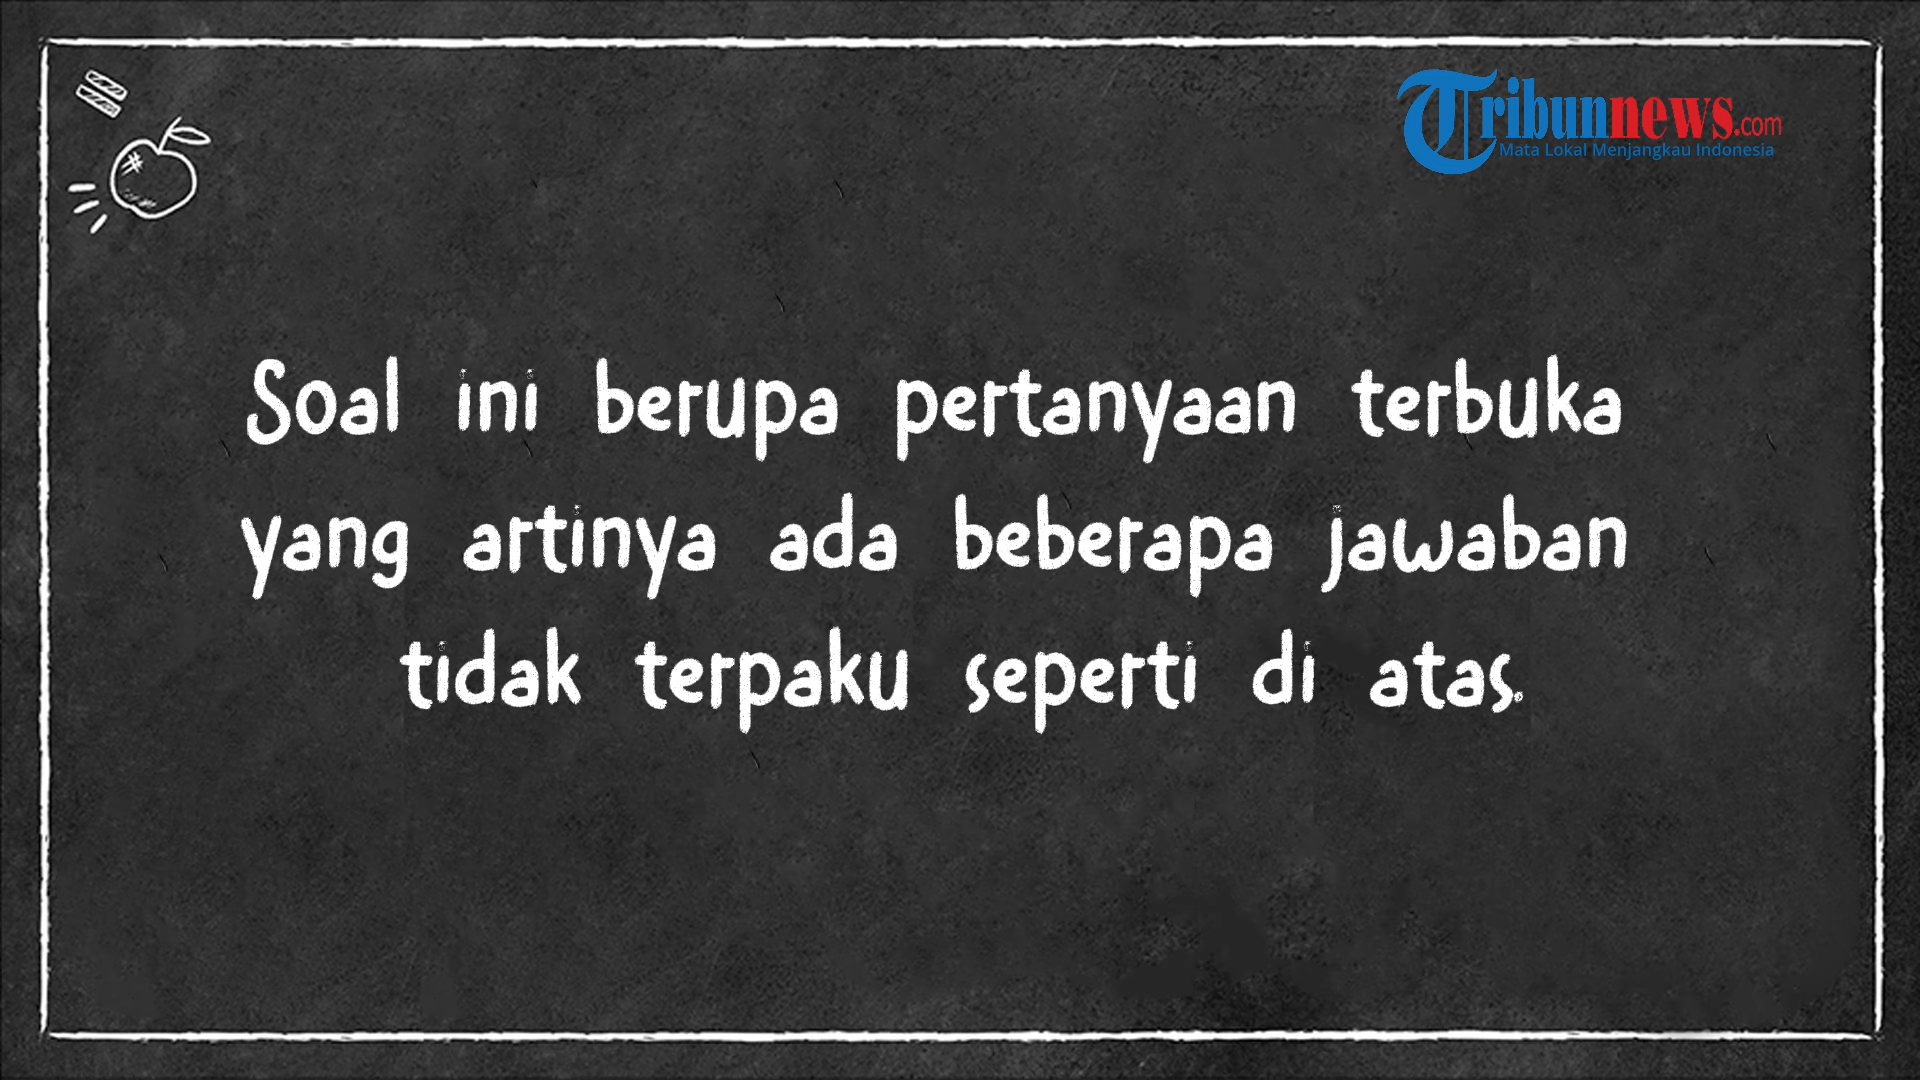 Tribunnews.com
Mata Lokal Menjangkau Indonesia
Soal ini berupa pertanyaan terbuka
yang artinya ada beberapa jawaban
tidak terpaku seperti di atas.